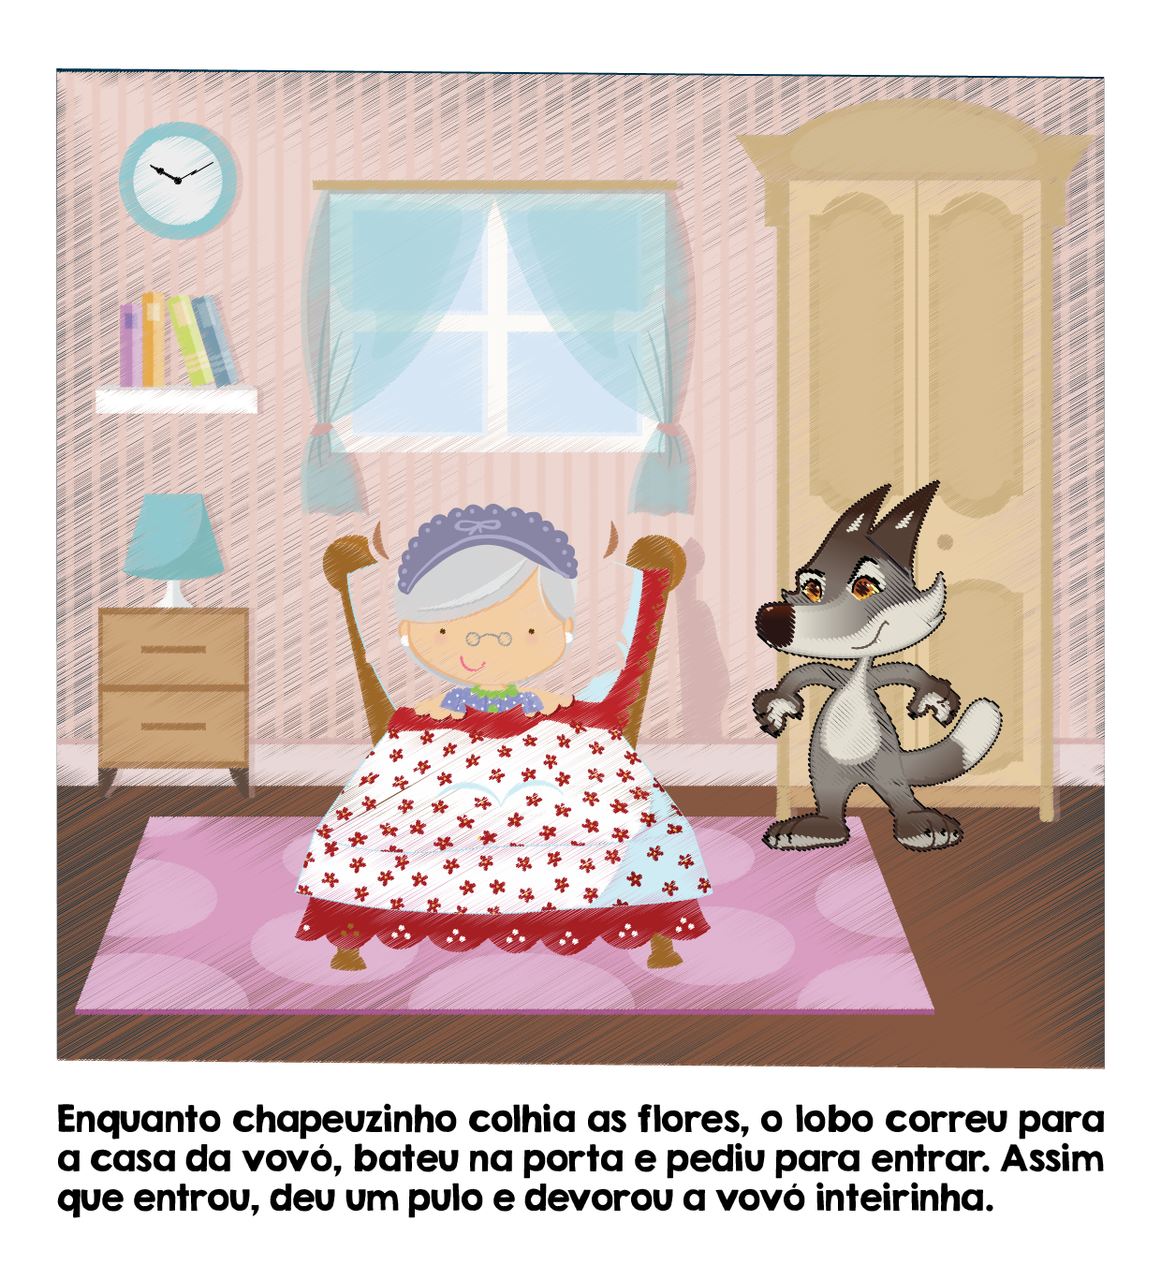 Enquanto chapeuzinho colhia as flores, o lobo correu para
a casa da vovó, bateu na porta e pediu para entrar. Assim
que entrou, deu um pulo e devorou a vovó inteirinha.